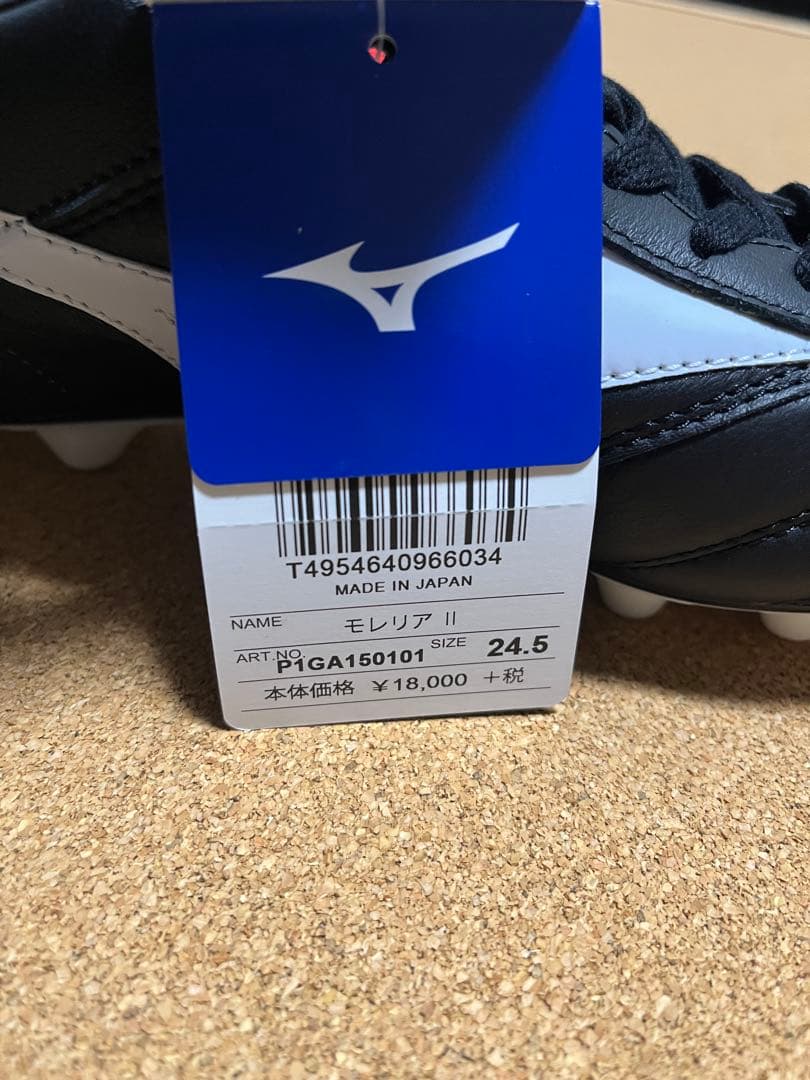 T4954640966034
MADE IN JAPAN
NAME モレリア II
ART.NO. P1GA150101 SIZE 24.5
本体価格 ¥18,000 +税